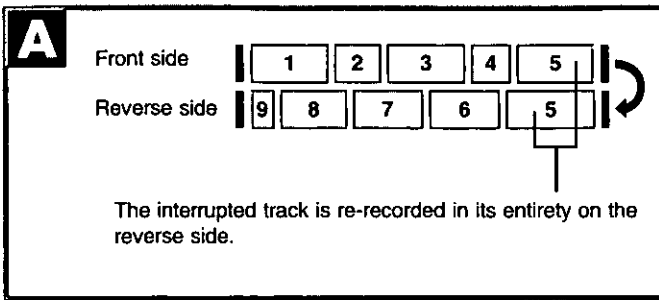 A
Front side 1 2 3 4 5
Reverse side 9 8 7 6 5
The interrupted track is re-recorded in its entirety on the
reverse side.